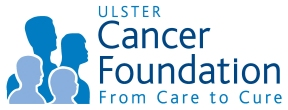 ULSTER
Cancer
Foundation
From Care to Cure